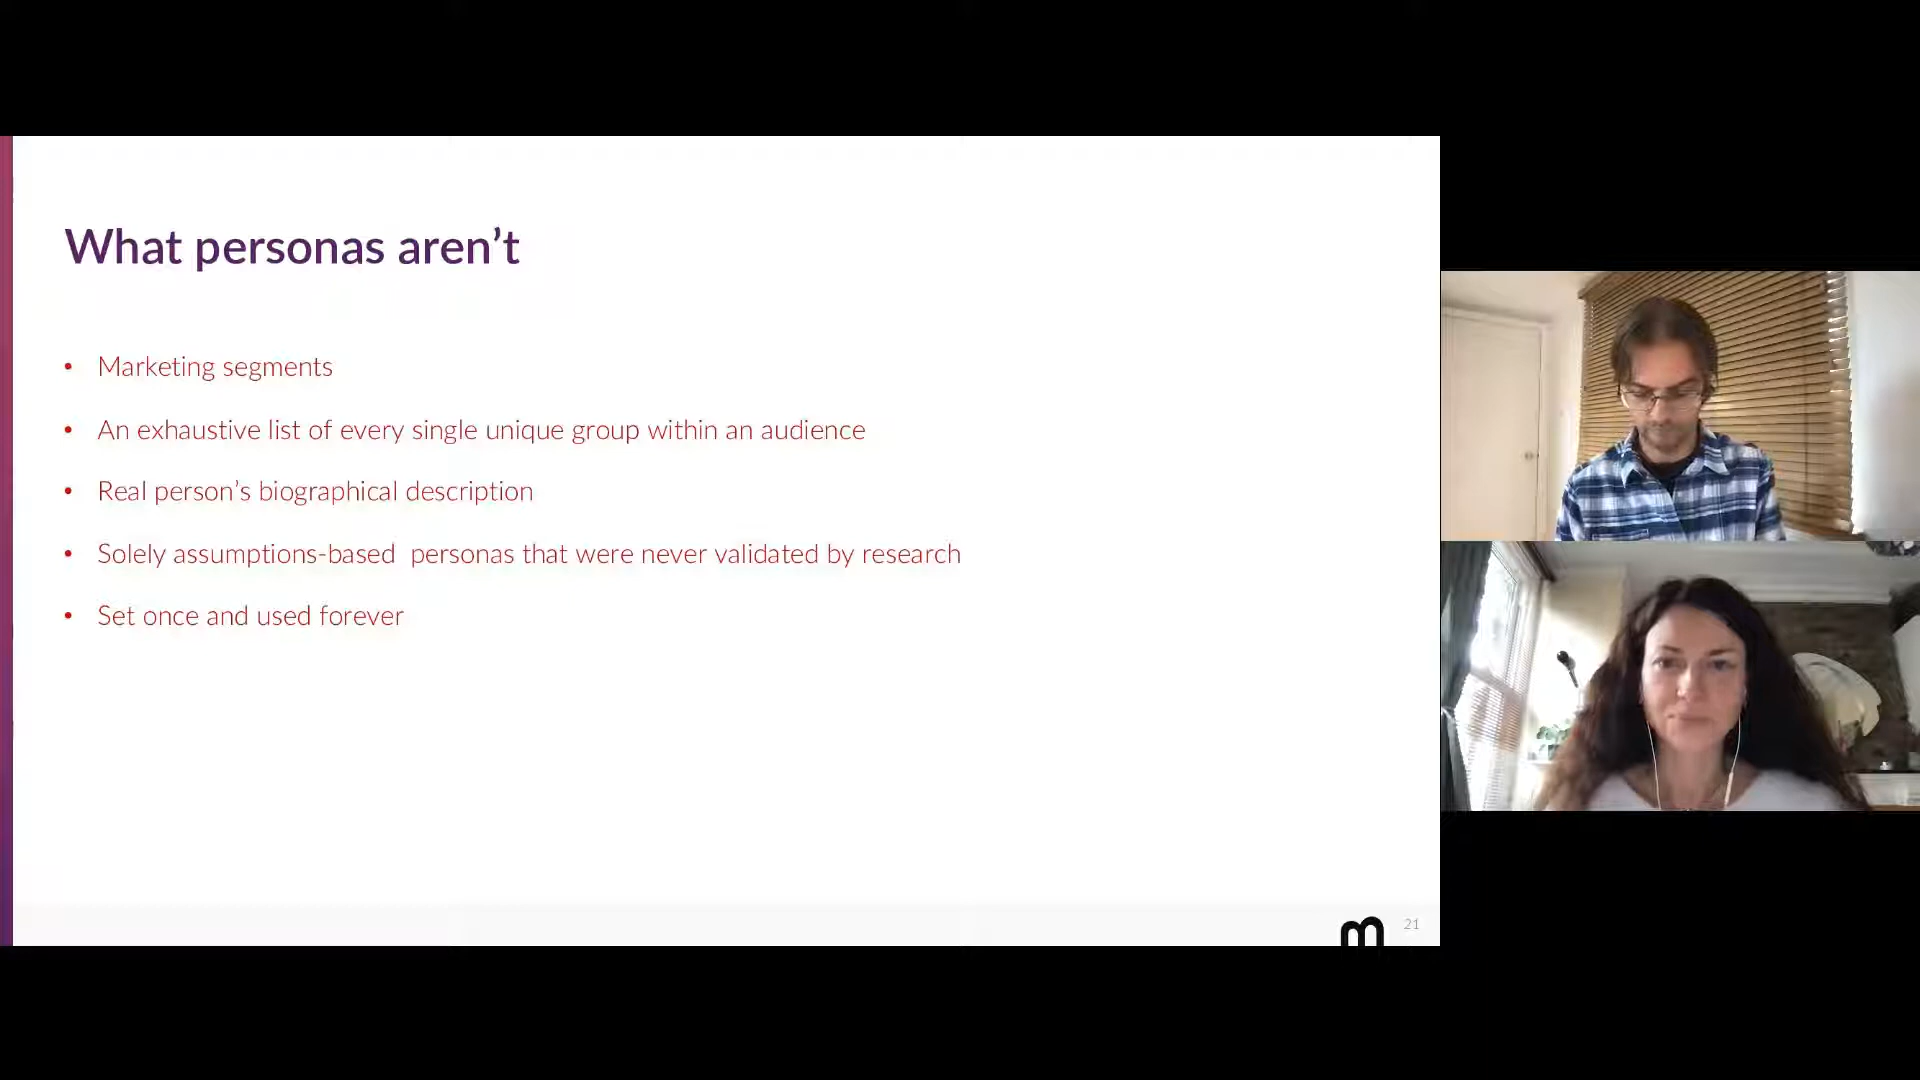 What personas aren’t
• Marketing segments
• An exhaustive list of every single unique group within an audience
• Real person’s biographical description
• Solely assumptions-based  personas that were never validated by research
• Set once and used forever
m
21